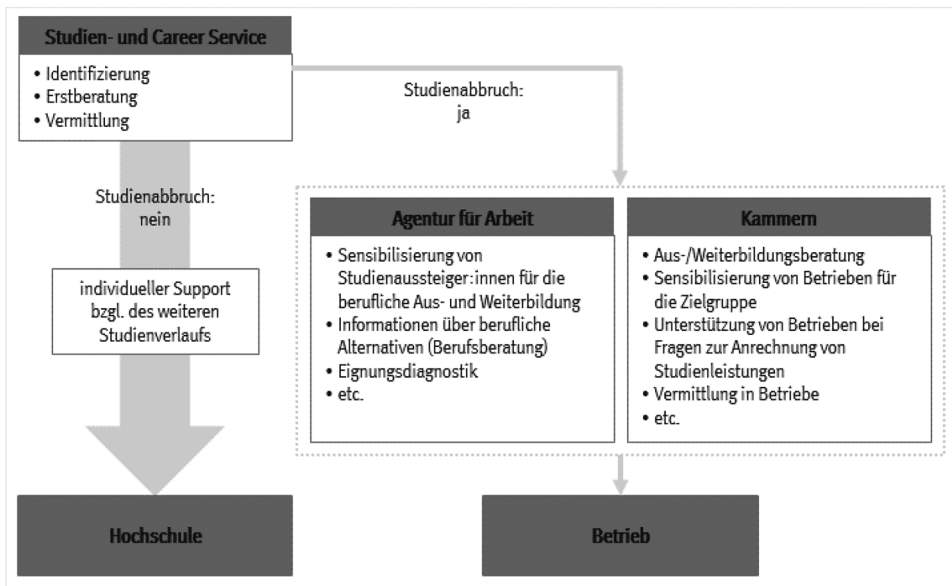 Studien- und Career Service
• Identifizierung
• Erstberatung
• Vermittlung
Studienabbruch:
ja
Studienabbruch:
nein
individueller Support
bzgl. des weiteren
Studienverlaufs
Agentur für Arbeit
• Sensibilisierung von
Studienaussteiger:innen für die
berufliche Aus- und Weiterbildung
• Informationen über berufliche
Alternativen (Berufsberatung)
• Eignungsdiagnostik
• etc.
Kammern
• Aus-/Weiterbildungsberatung
• Sensibilisierung von Betrieben für
die Zielgruppe
• Unterstützung von Betrieben bei
Fragen zur Anrechnung von
Studienleistungen
• Vermittlung in Betriebe
• etc.
Hochschule
Betrieb